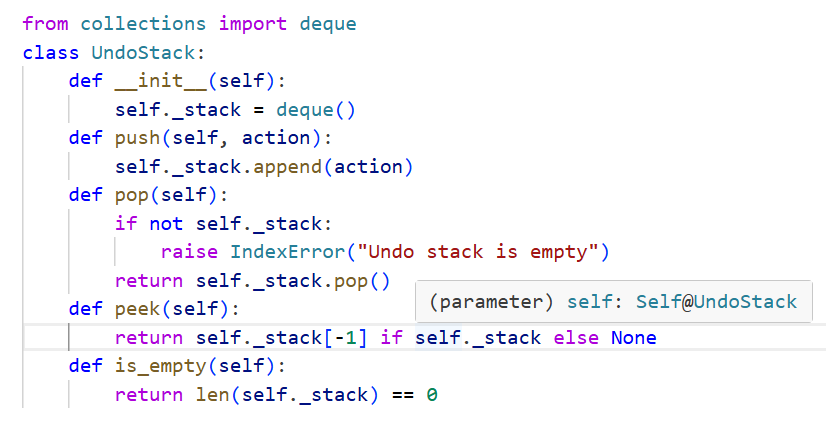 from collections import deque
class UndoStack:
    def __init__(self):
        self._stack = deque()
    def push(self, action):
        self._stack.append(action)
    def pop(self):
        if not self._stack:
            raise IndexError("Undo stack is empty")
        return self._stack.pop()
(parameter) self: Self@UndoStack
    def peek(self):
        return self._stack[-1] if self._stack else None
    def is_empty(self):
        return len(self._stack) == 0